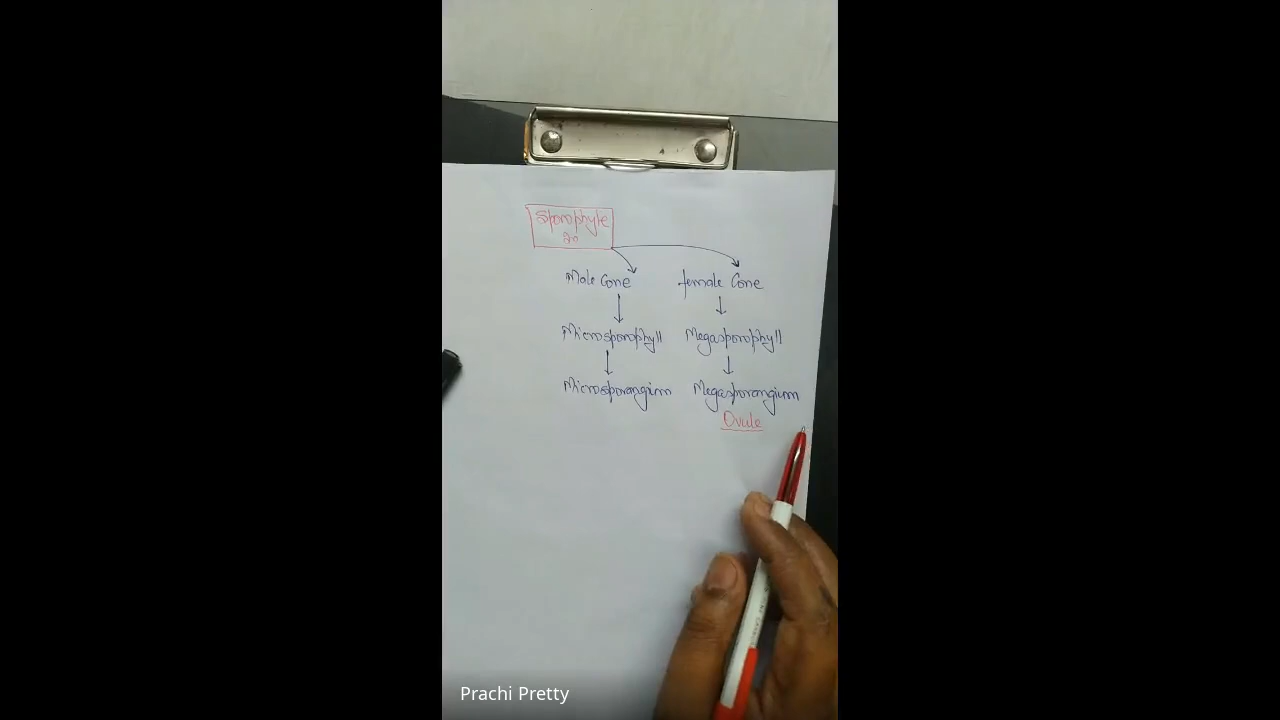 Sporophyte
2n
Male Cone female Cone
Microsporophyll Megasporophyll
Microsporangium Megasporangium
Ovule
Prachi Pretty